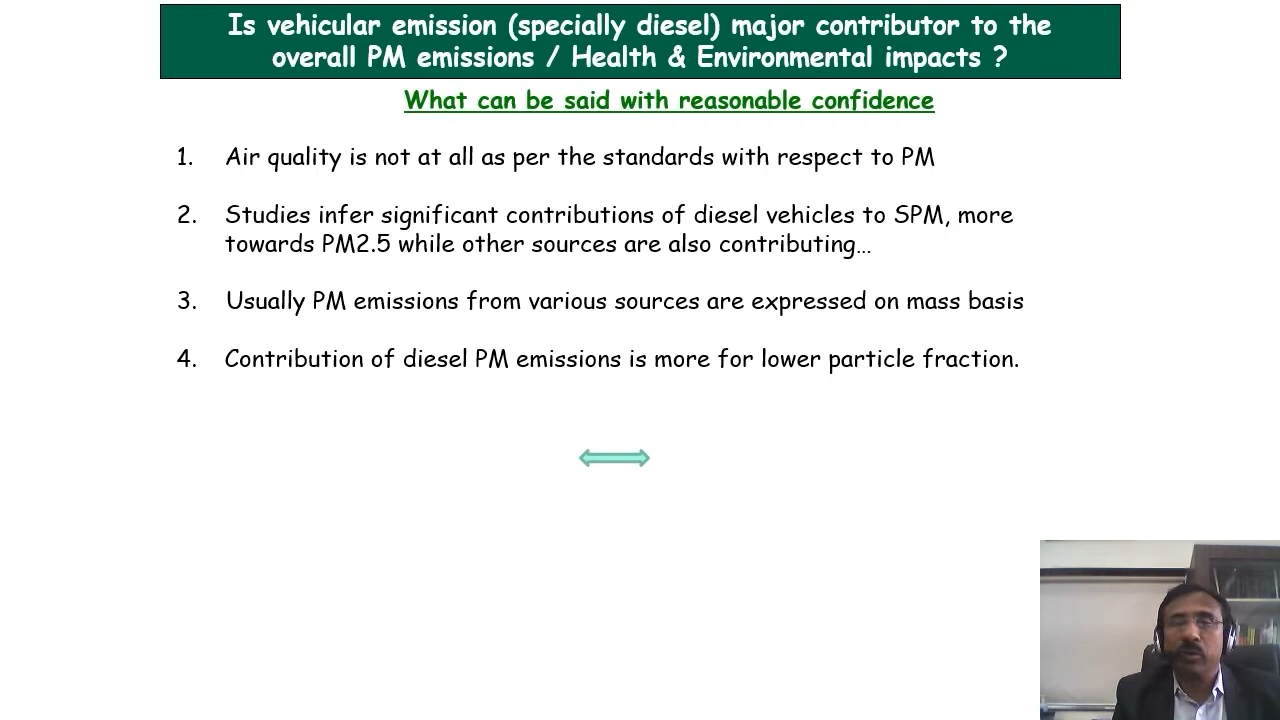 Is vehicular emission (specially diesel) major contributor to the
overall PM emissions / Health & Environmental impacts ?
What can be said with reasonable confidence
1. Air quality is not at all as per the standards with respect to PM
2. Studies infer significant contributions of diesel vehicles to SPM, more
towards PM2.5 while other sources are also contributing…
3. Usually PM emissions from various sources are expressed on mass basis
4. Contribution of diesel PM emissions is more for lower particle fraction.